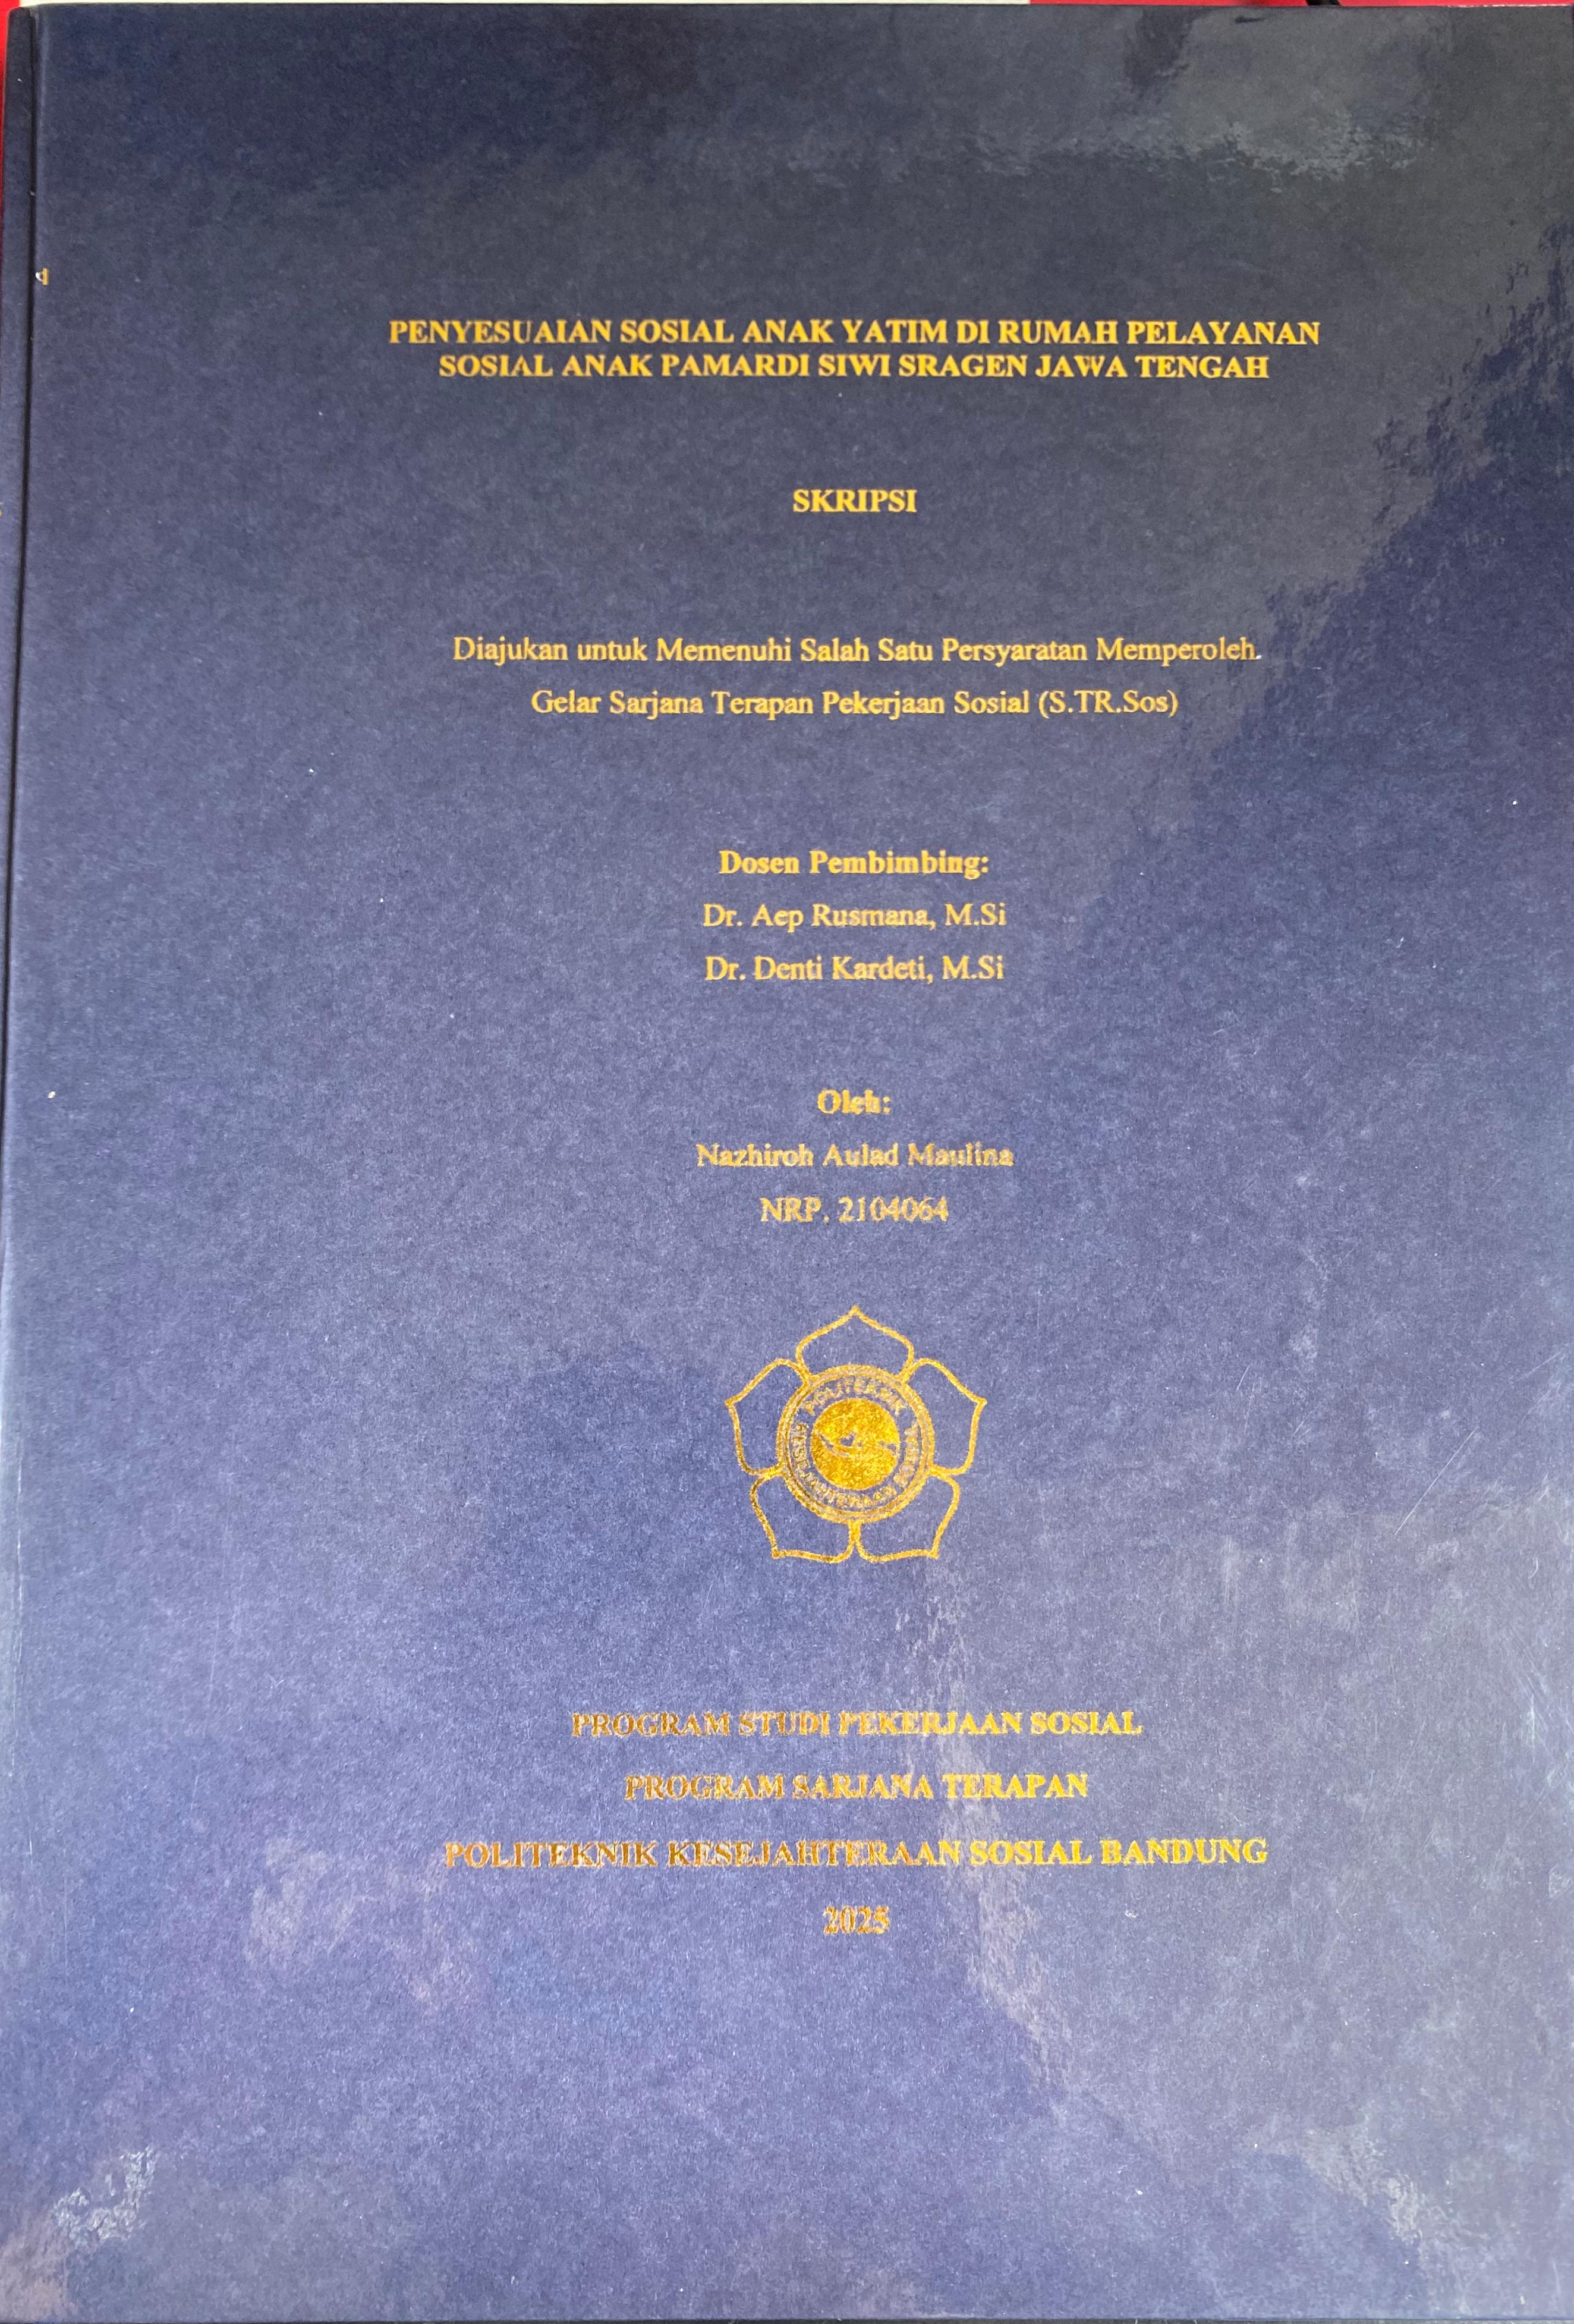 PENYESUAIAN SOSIAL ANAK YATIM DI RUMAH PELAYANAN
SOSIAL ANAK PAMARDI SIWI SRAGEN JAWA TENGAH
SKRIPSI
Diajukan untuk Memenuhi Salah Satu Persyaratan Memperoleh.
Gelar Sarjana Terapan Pekerjaan Sosial (S.TR.Sos)
Dosen Pembimbing:
Dr. Aep Rusmana, M.Si
Dr. Denti Kardeti, M.Si
Oleh:
Nazhiroh Aulad Maulina
NRP. 2104064
POLITEKNIK
KESEJAHTERAAN SOSIAL
PROGRAM STUDI PEKERJAAN SOSIAL
PROGRAM SARJANA TERAPAN
POLITEKNIK KESEJAHTERAAN SOSIAL BANDUNG
2025